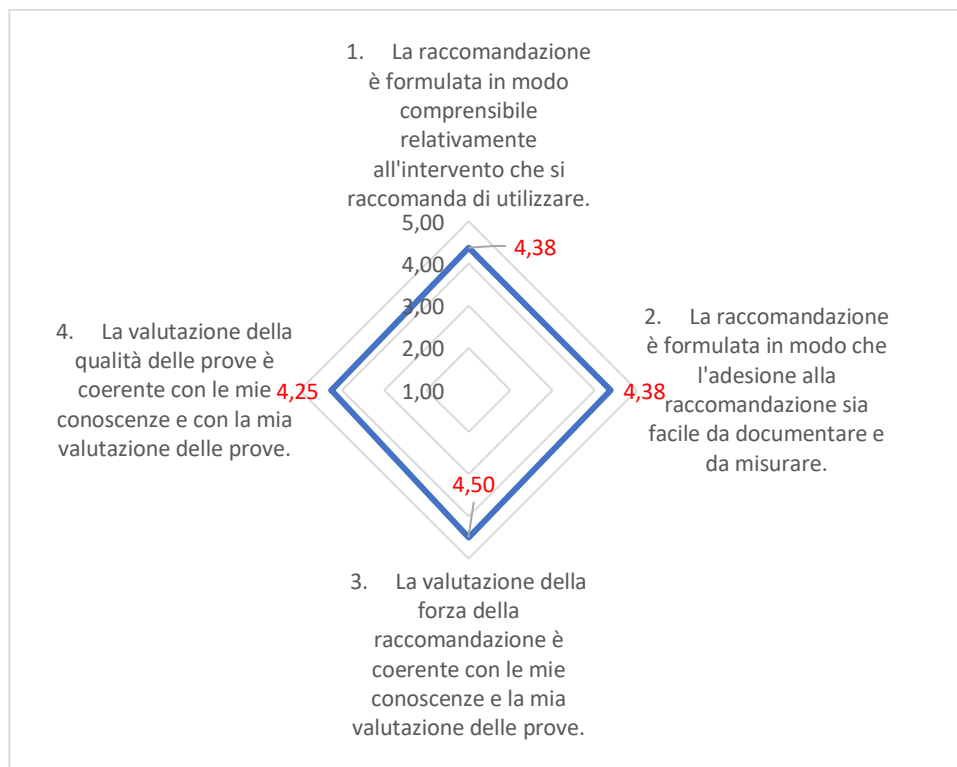 1. La raccomandazione
è formulata in modo
comprensibile
relativamente
all'intervento che si
raccomanda di utilizzare.
5,00
4,38
4,00
3,00
2,00
1,00
2. La raccomandazione
è formulata in modo che
l'adesione alla
raccomandazione sia
facile da documentare e
da misurare.
4,38
4,50
3. La valutazione della
forza della
raccomandazione è
coerente con le mie
conoscenze e la mia
valutazione delle prove.
4. La valutazione della
qualità delle prove è
coerente con le mie
conoscenze e con la mia
valutazione delle prove.
4,25